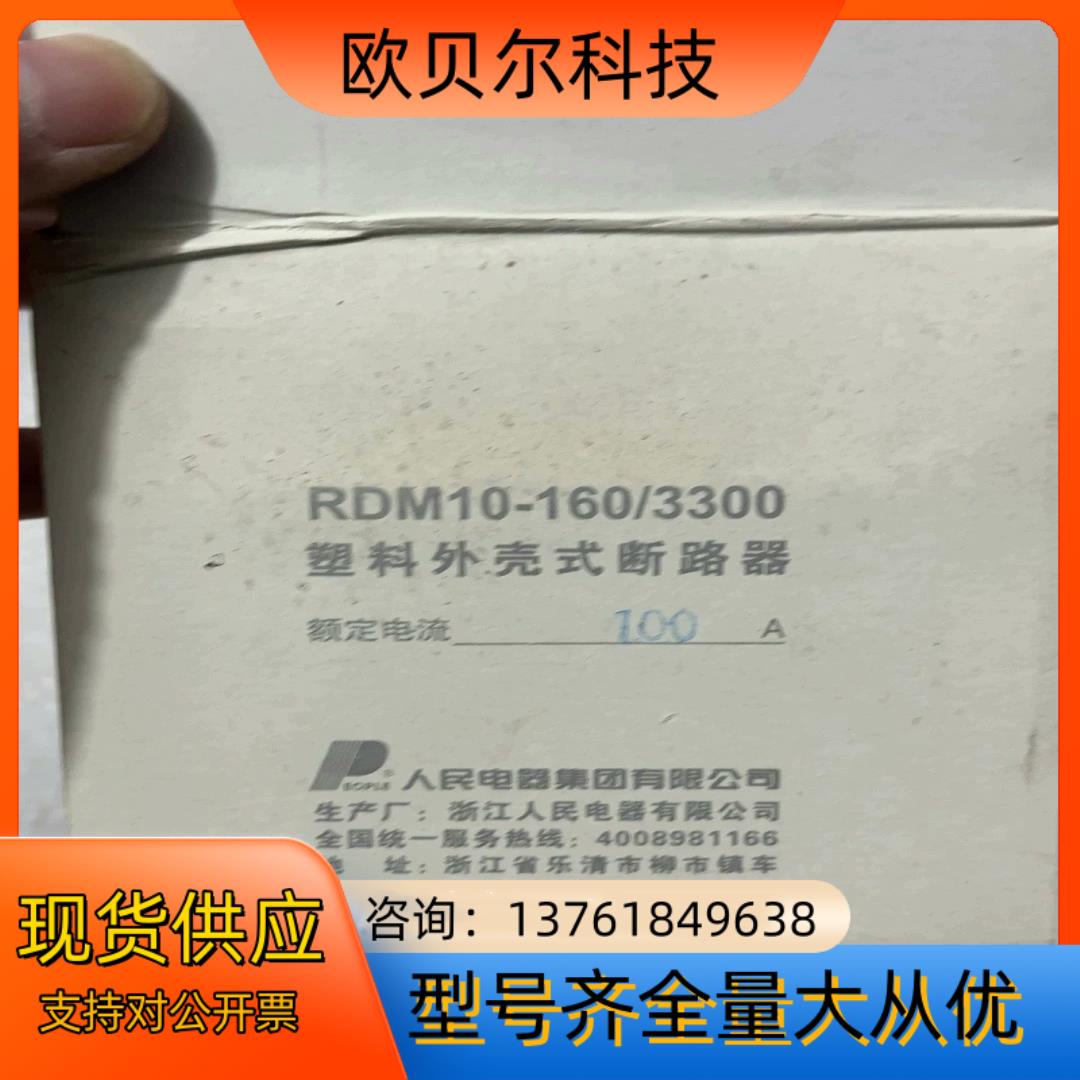 欧贝尔科技
RDM10-160/3300
塑料外壳式断路器
额定电流 100 A
PEOPLE® 人民电器集团有限公司
生产厂：浙江人民电器有限公司
全国统一服务热线：4008981166
地 址：浙江省乐清市柳市镇车
咨询：13761849638
现货供应
支持对公开票
型号齐全量大从优